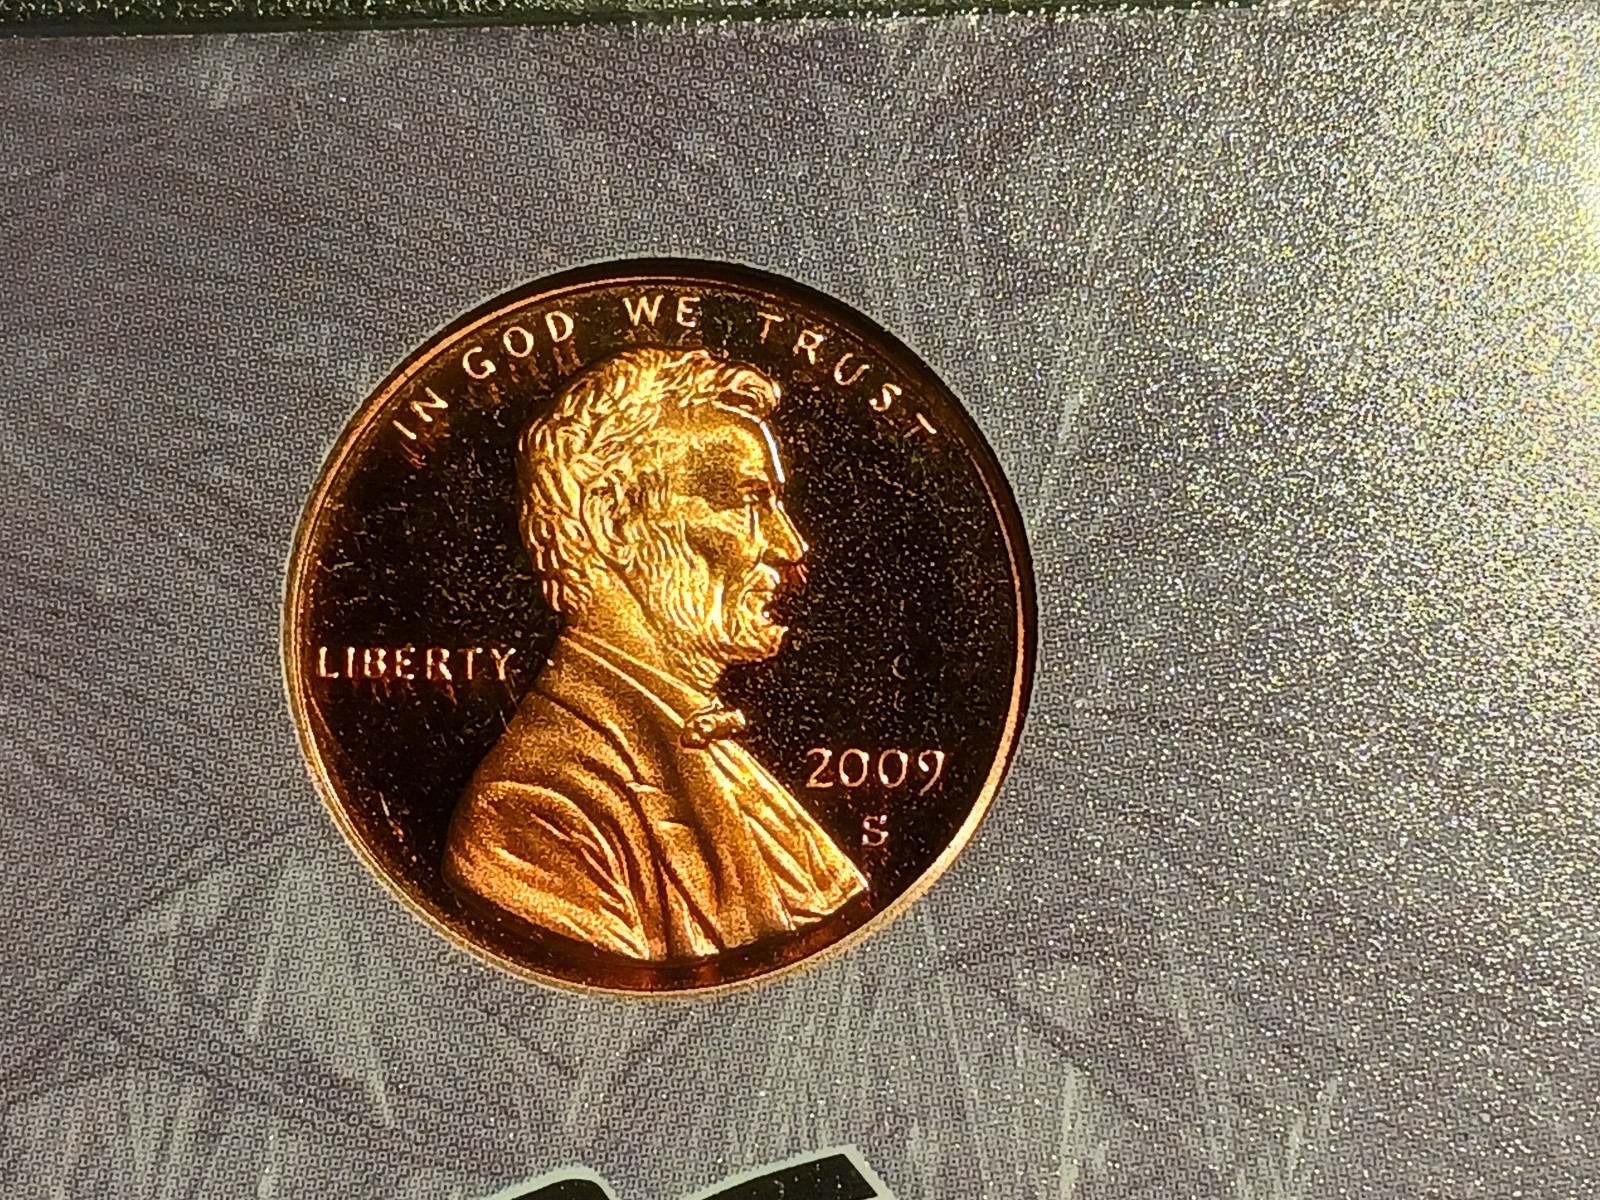 IN GOD WE TRUST
LIBERTY
2009
S